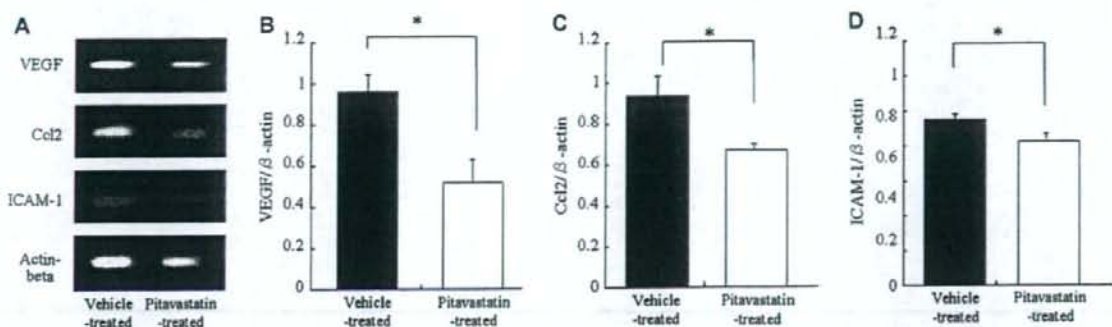 A
VEGF
Ccl2
ICAM-1
Actin-
beta
Vehicle
-treated
Pitavastatin
-treated
B
VEGF/β-actin
1.2
1
0.8
0.6
0.4
0.2
0
*
Vehicle
-treated
Pitavastatin
-treated
C
Ccl2/β-actin
1.2
1
0.8
0.6
0.4
0.2
0
*
Vehicle
-treated
Pitavastatin
-treated
D
ICAM-1/β-actin
1.2
1
0.8
0.6
0.4
0.2
0
*
Vehicle
-treated
Pitavastatin
-treated